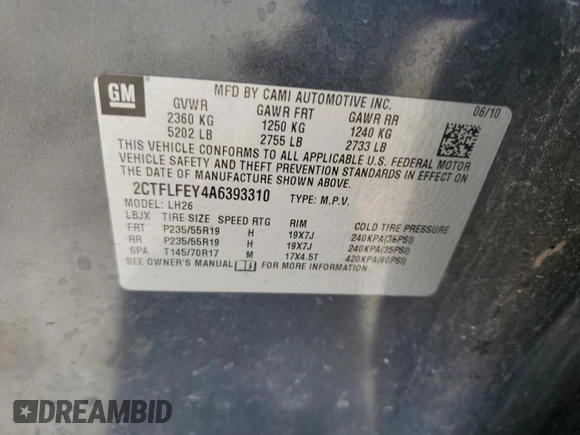 GM
MFD BY CAMI AUTOMOTIVE INC.
06/10
GVWR GAWR FRT GAWR RR
2360 KG 1250 KG 1240 KG
5202 LB 2755 LB 2733 LB
THIS VEHICLE CONFORMS TO ALL APPLICABLE U.S. FEDERAL MOTOR
VEHICLE SAFETY AND THEFT PREVENTION STANDARDS IN EFFECT ON
THE DATE OF MANUFACTURE SHOWN ABOVE.
2CTFLFEY4A6393310 TYPE: M.P.V.
MODEL: LH26
LBJX TIRE SIZE SPEED RTG RIM COLD TIRE PRESSURE
FRT P235/55R19 H 19X7J 240KPA(35PSI)
RR P235/55R19 H 19X7J 240KPA(35PSI)
SPA T145/70R17 M 17X4.5T 420KPA(60PSI)
SEE OWNER'S MANUAL FOR MORE INFORMATION
DREAMBID